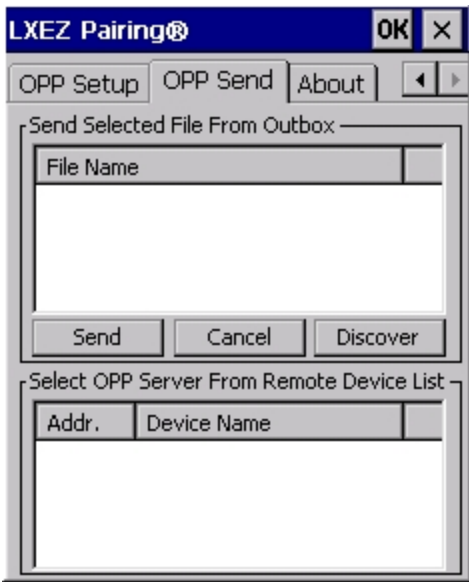 LXEZ Pairing® OK ×
OPP Setup OPP Send About
Send Selected File From Outbox
File Name
Send Cancel Discover
Select OPP Server From Remote Device List
Addr. Device Name